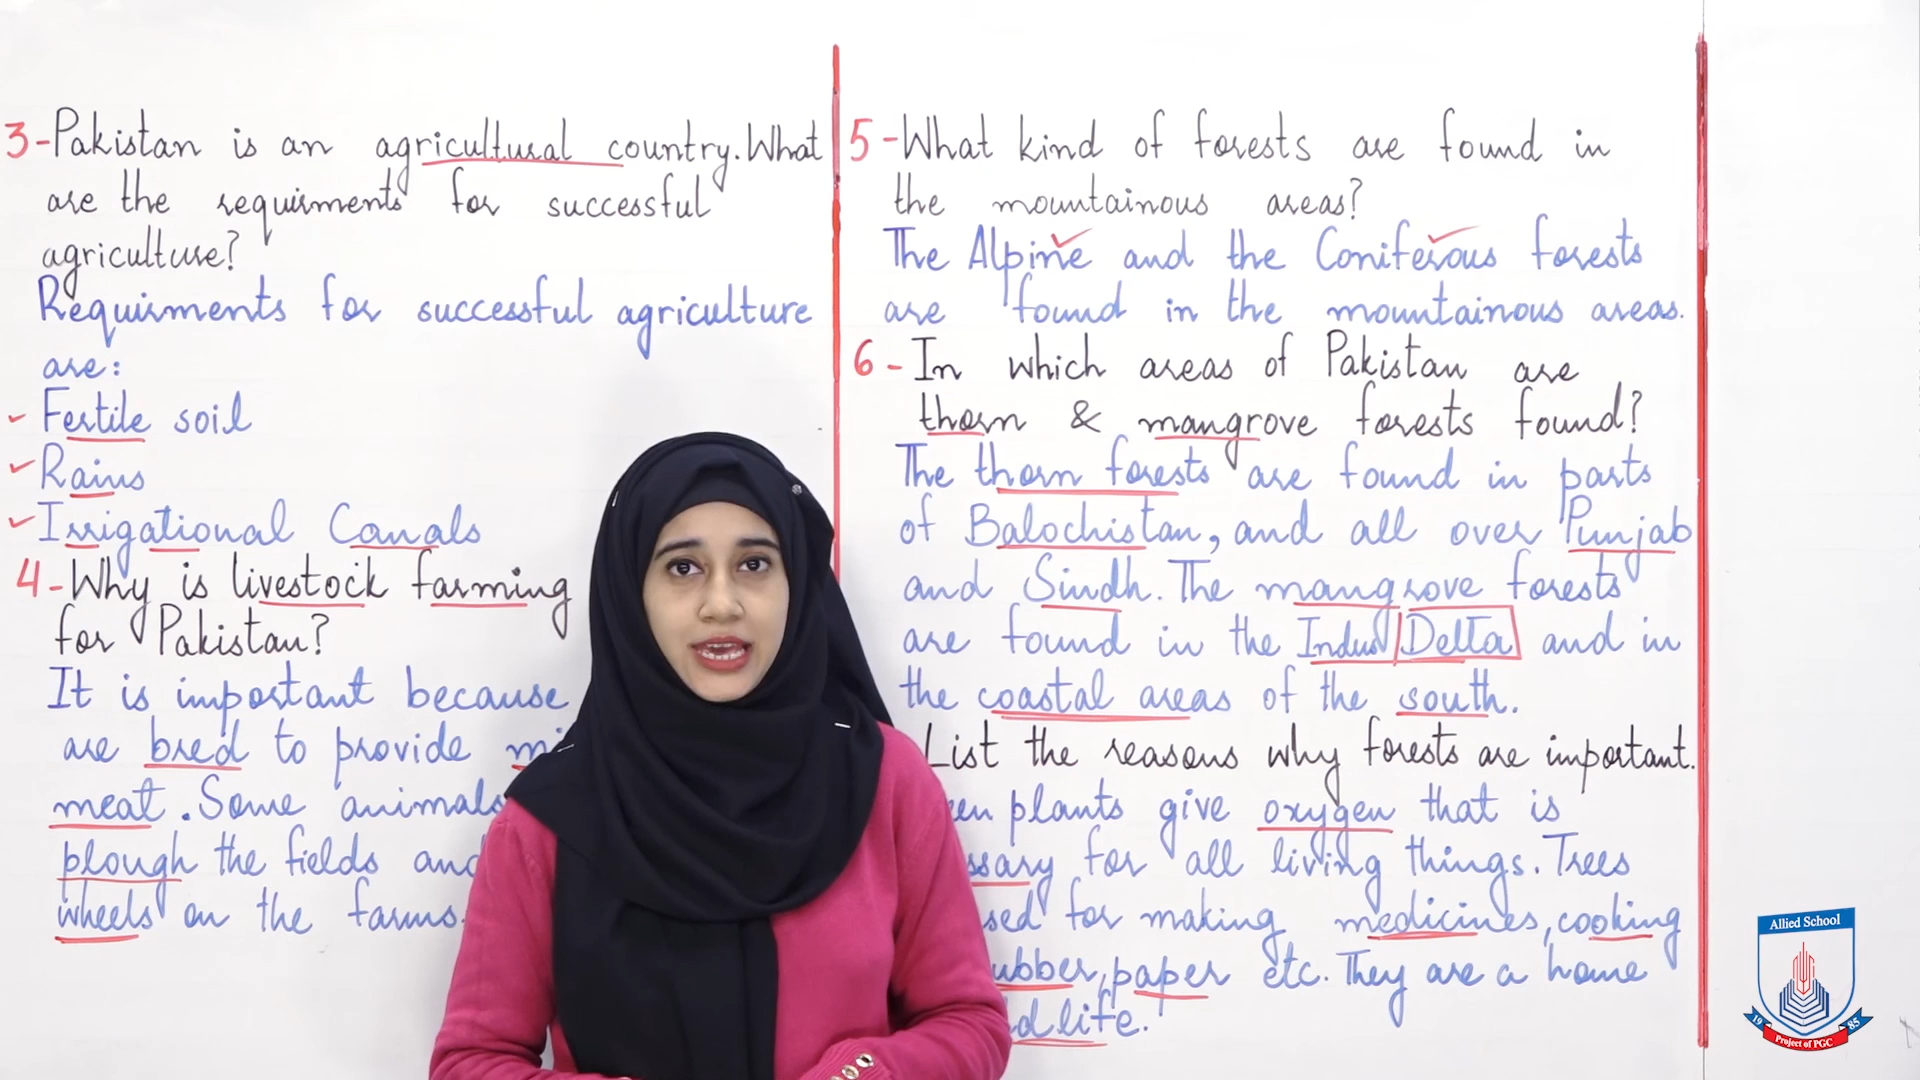 3-Pakistan is an agricultural country. What
are the requirments for successful
agriculture?
Requirments for successful agriculture
are:
Fertile soil
Rains
Irrigational Canals
4-Why is livestock farming
for Pakistan?
It is important because
are bred to provide
meat. Some animals
plough the fields and
wheels on the farms.
5-What kind of forests are found in
the mountainous areas?
The Alpine and the Coniferous forests
are found in the mountainous areas.
6-In which areas of Pakistan are
thorn & mangrove forests found?
The thorn forests are found in parts
of Balochistan, and all over Punjab
and Sindh. The mangrove forests
are found in the Indus Delta and in
the coastal areas of the south.
List the reasons why forests are important.
plants give oxygen that is
for all living things. Trees
for making medicines, cooking
paper etc. They are a home
Allied School
19 85
Project of PGC